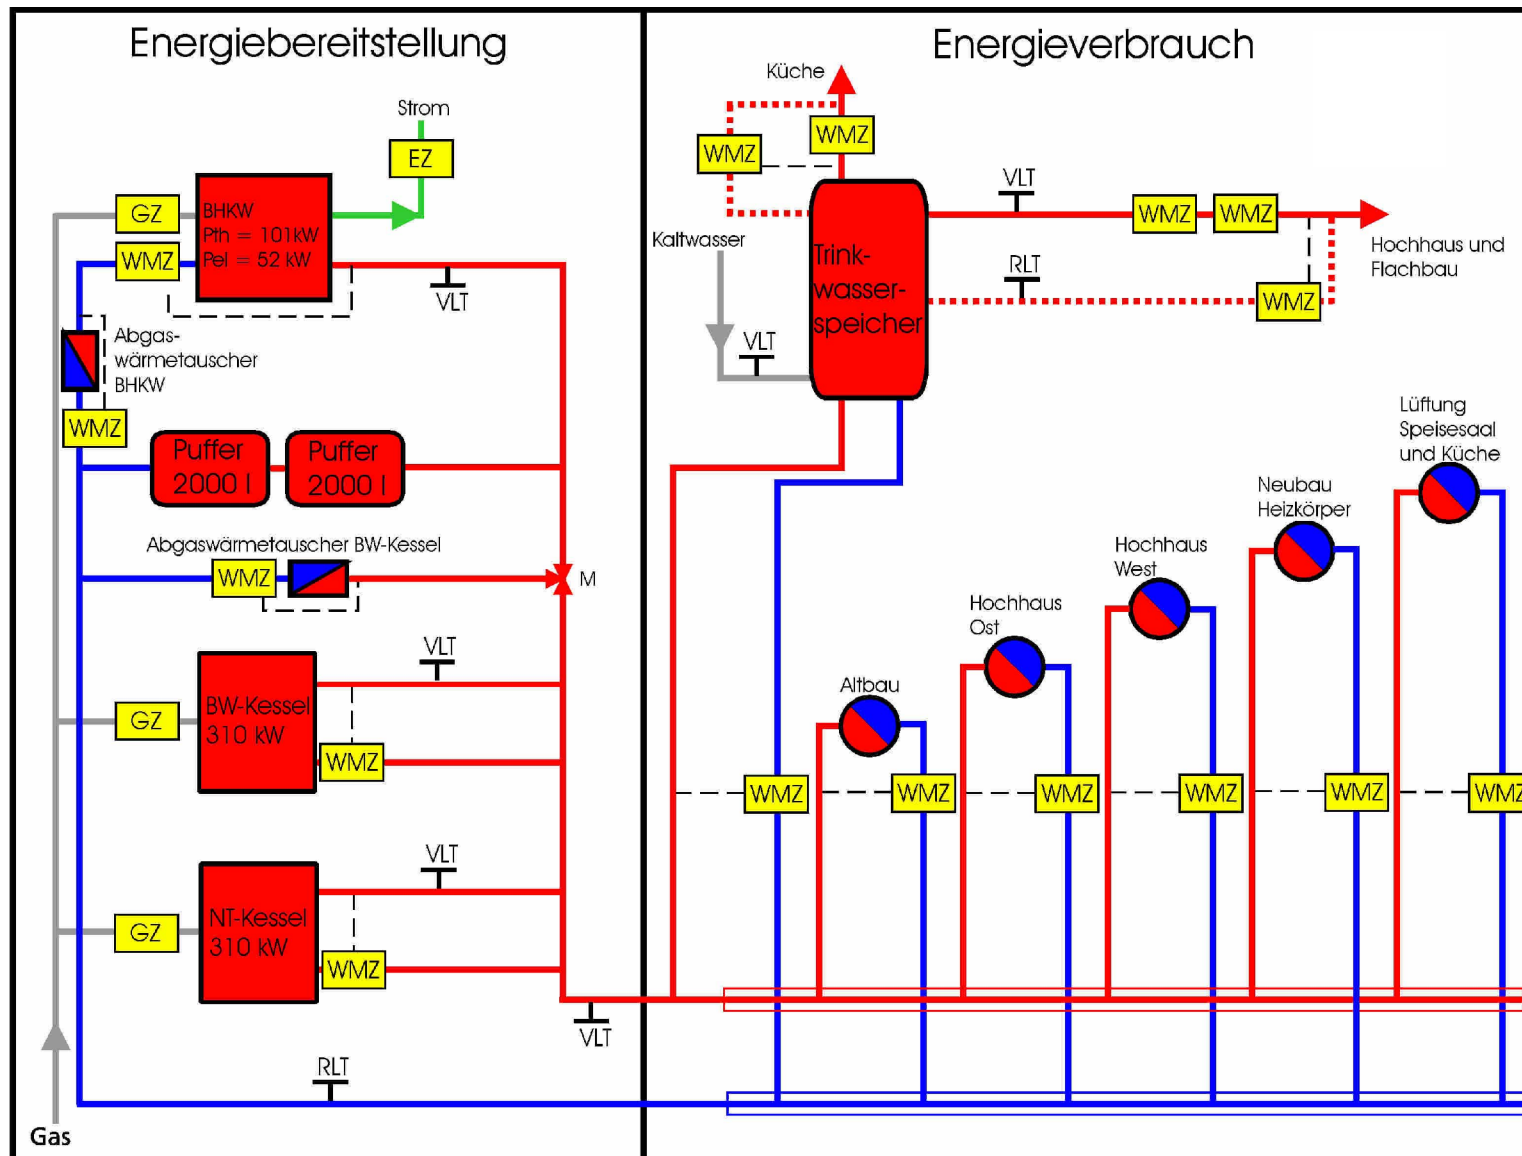 Energiebereitstellung
Strom
EZ
GZ
BHKW
Pth = 101kW
Pel = 52 kW
WMZ
VLT
Abgas-
wärmetauscher
BHKW
WMZ
Puffer
2000 l
Puffer
2000 l
Abgaswärmetauscher BW-Kessel
WMZ
M
VLT
BW-Kessel
310 kW
GZ
WMZ
VLT
NT-Kessel
310 kW
GZ
WMZ
VLT
RLT
Gas
Energieverbrauch
Küche
WMZ
WMZ
VLT
WMZ
WMZ
Kaltwasser
Trink-
wasser-
speicher
RLT
Hochhaus und
Flachbau
WMZ
VLT
Lüftung
Speisesaal
und Küche
Neubau
Heizkörper
Hochhaus
West
Hochhaus
Ost
Altbau
WMZ
WMZ
WMZ
WMZ
WMZ
WMZ